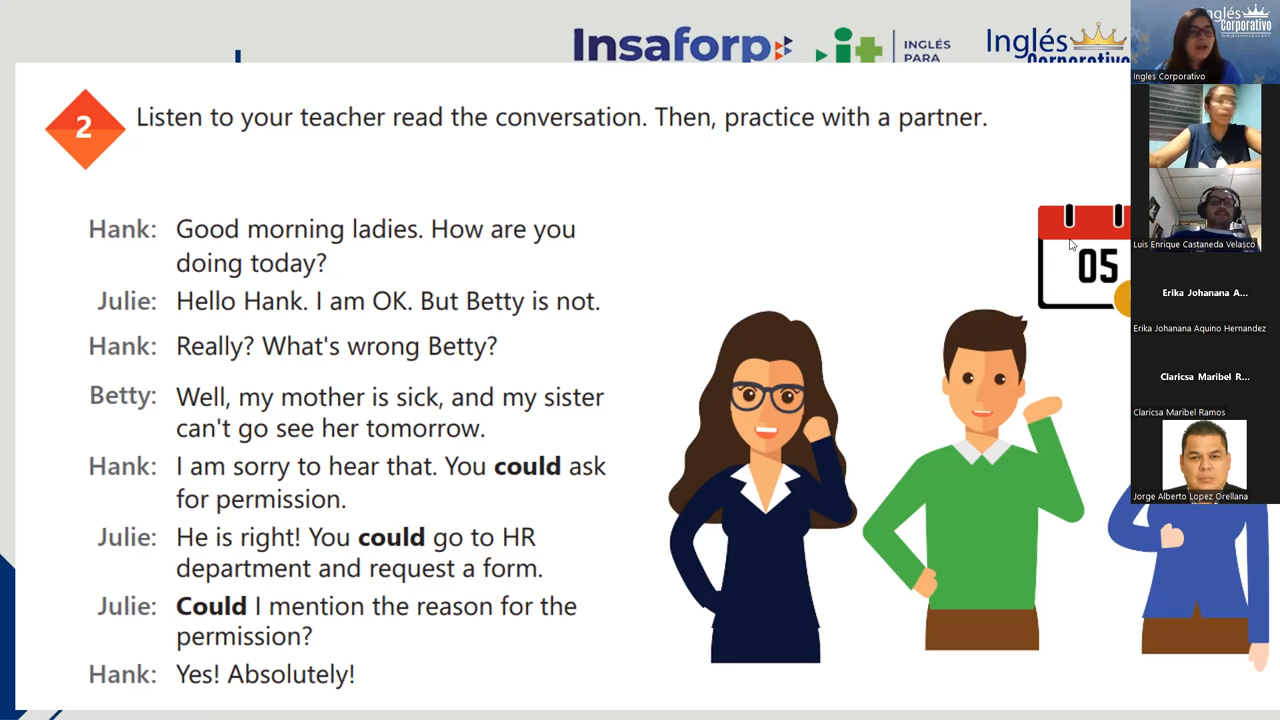 Insaforp
INGLÉS
PARA
Inglés
Corporativo
Inglés
Corporativo
Ingles Corporativo
2
Listen to your teacher read the conversation. Then, practice with a partner.
Hank: Good morning ladies. How are you
doing today?
Julie: Hello Hank. I am OK. But Betty is not.
Hank: Really? What's wrong Betty?
Betty: Well, my mother is sick, and my sister
can't go see her tomorrow.
Hank: I am sorry to hear that. You could ask
for permission.
Julie: He is right! You could go to HR
department and request a form.
Julie: Could I mention the reason for the
permission?
Hank: Yes! Absolutely!
05
Luis Enrique Castaneda Velasco
Erika Johanana A...
Erika Johanana Aquino Hernandez
Claricsa Maribel R...
Claricsa Maribel Ramos
Jorge Alberto Lopez Orellana